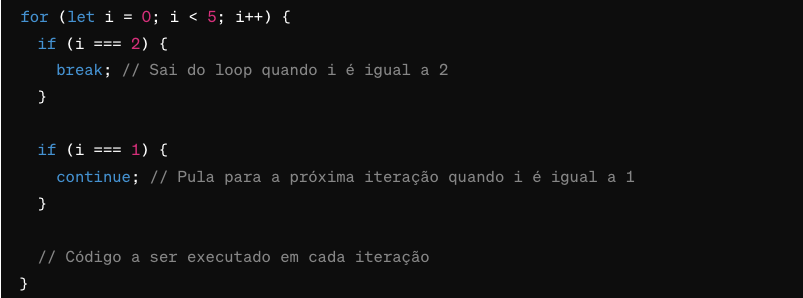 for (let i = 0; i < 5; i++) {
  if (i === 2) {
    break; // Sai do loop quando i é igual a 2
  }

  if (i === 1) {
    continue; // Pula para a próxima iteração quando i é igual a 1
  }

  // Código a ser executado em cada iteração
}